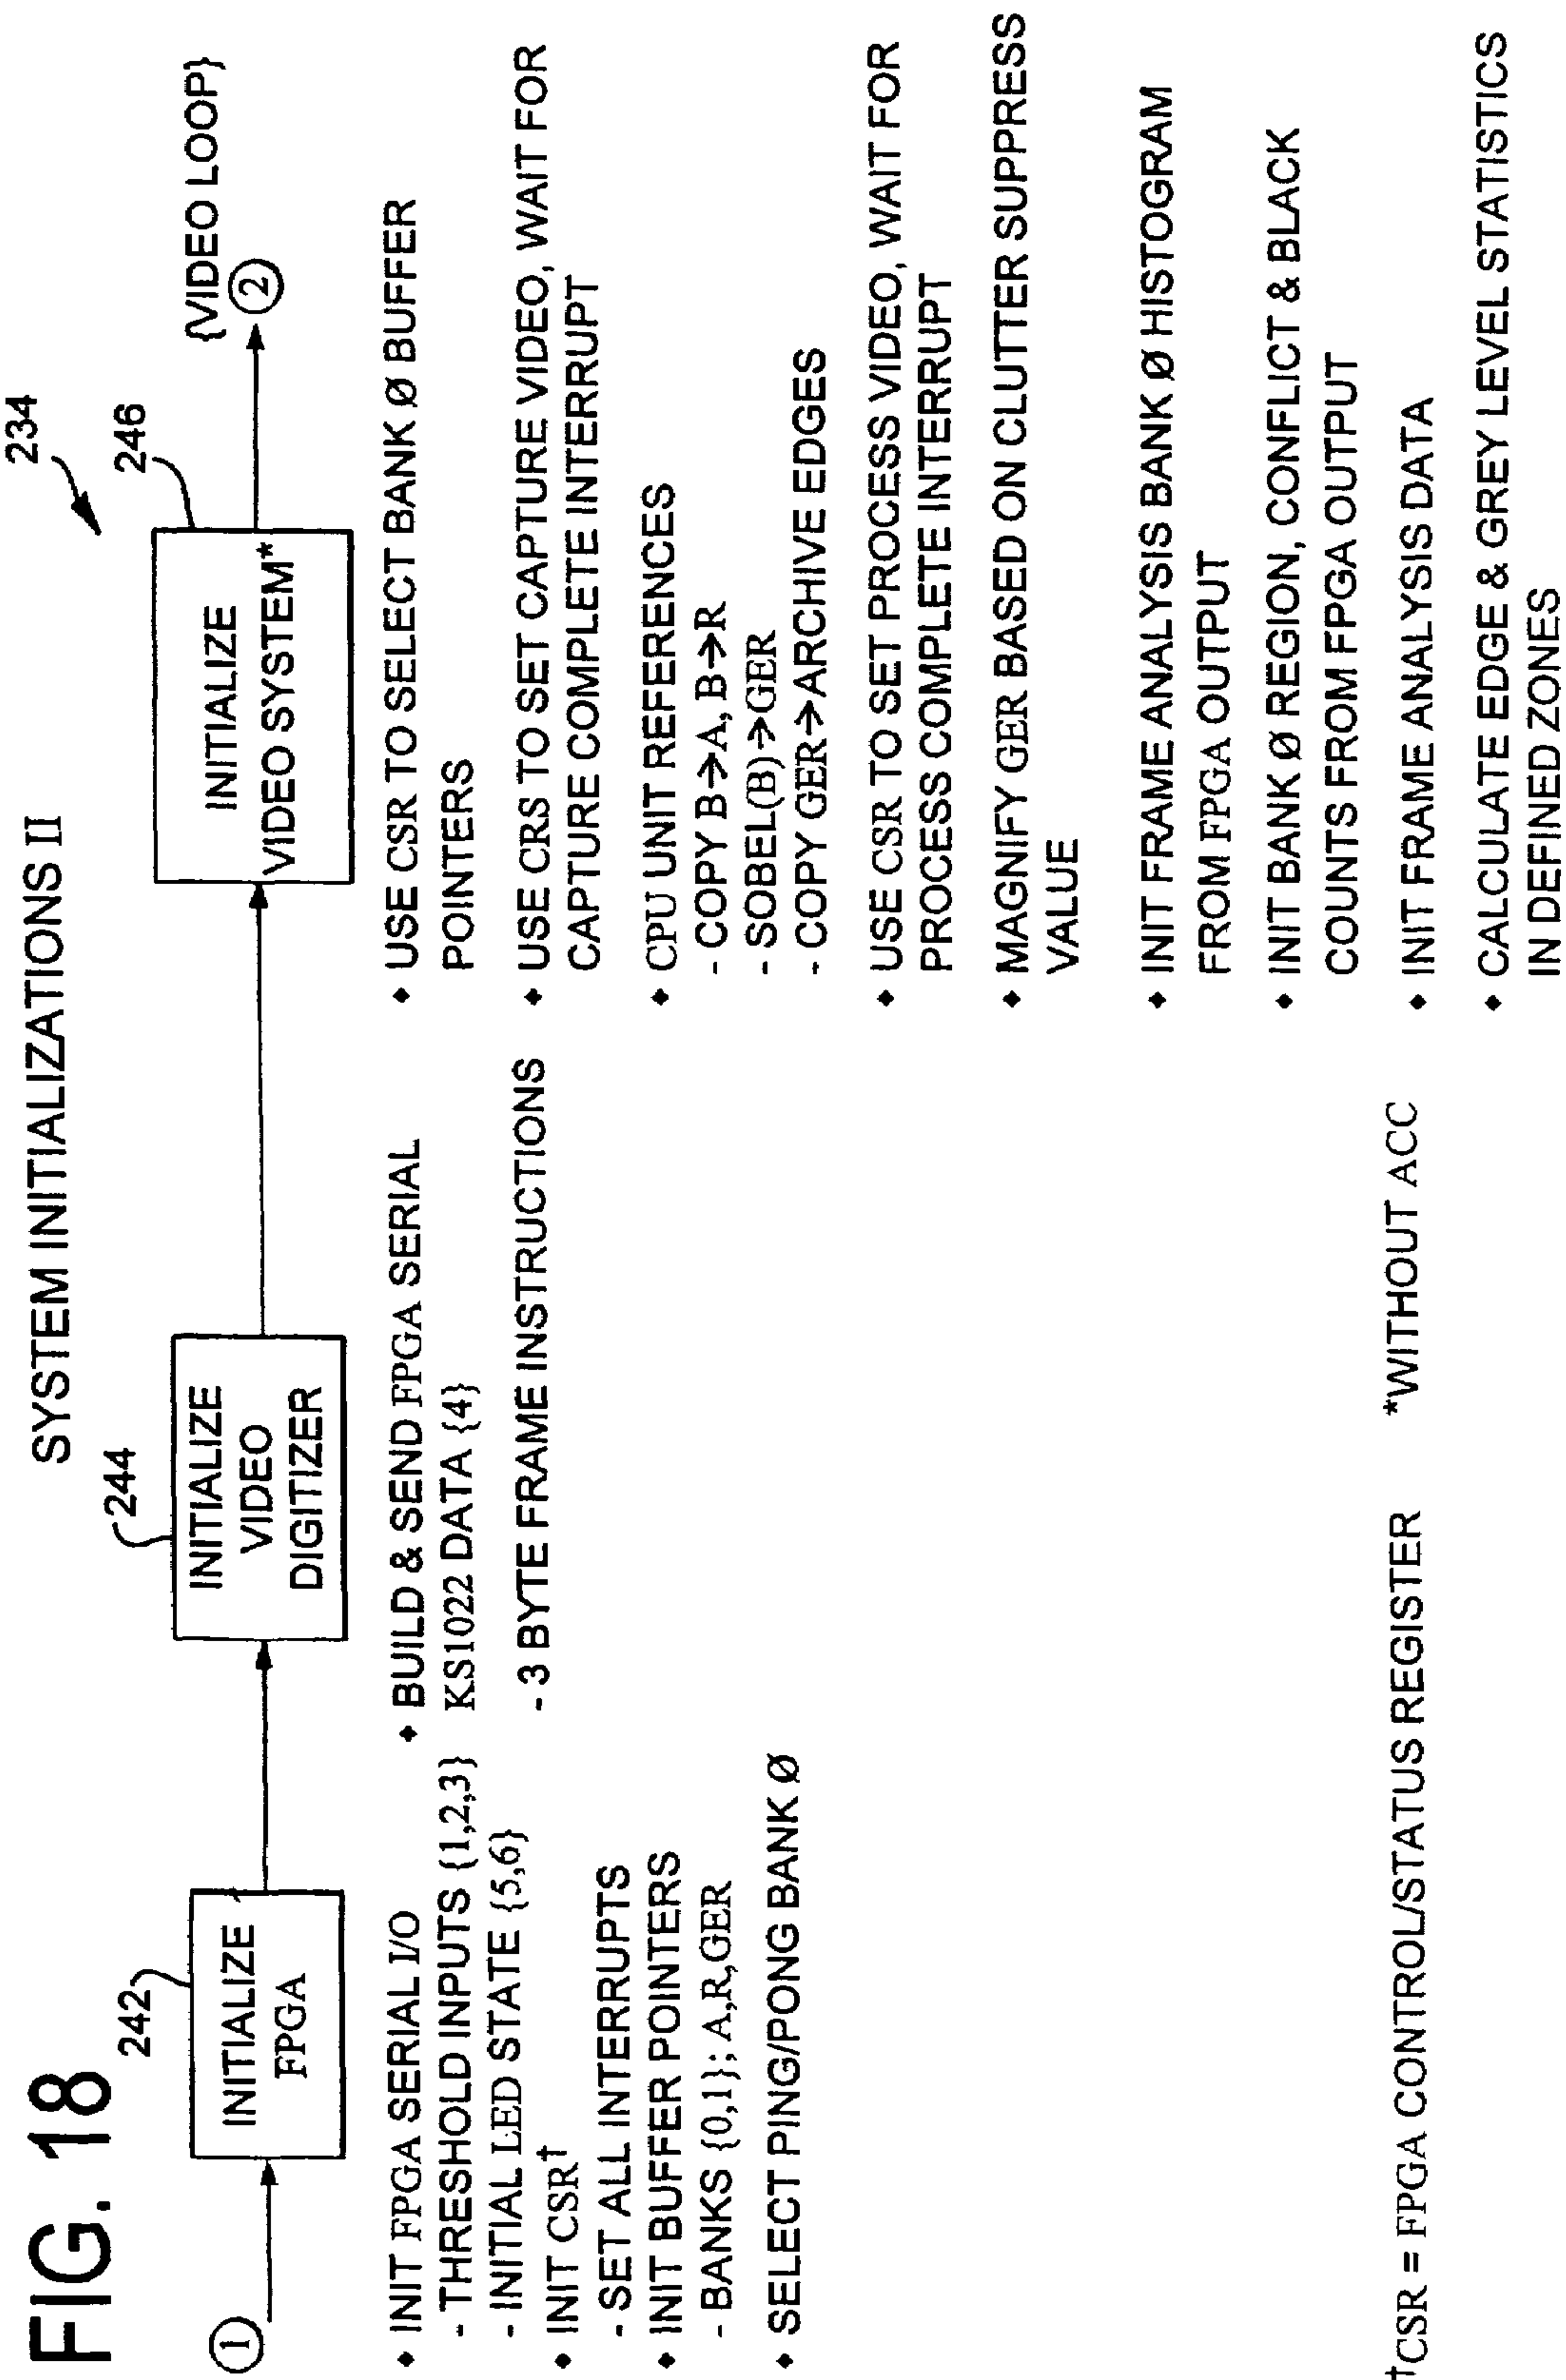 FIG. 18
SYSTEM INITIALIZATIONS II
234
1
242
INITIALIZE
FPGA
244
INITIALIZE
VIDEO
DIGITIZER
246
INITIALIZE
VIDEO SYSTEM*
{VIDEO LOOP}
2
• INIT FPGA SERIAL I/O
- THRESHOLD INPUTS {1,2,3}
- INITIAL LED STATE {5,6}
• INIT CSR†
- SET ALL INTERRUPTS
• INIT BUFFER POINTERS
- BANKS {0,1}; A,R,GER
• SELECT PING/PONG BANK Ø
• BUILD & SEND FPGA SERIAL
KS1022 DATA {4}
- 3 BYTE FRAME INSTRUCTIONS
• USE CSR TO SELECT BANK Ø BUFFER
POINTERS
• USE CRS TO SET CAPTURE VIDEO, WAIT FOR
CAPTURE COMPLETE INTERRUPT
• CPU UNIT REFERENCES
- COPY B→A, B→R
- SOBEL(B)→GER
- COPY GER→ARCHIVE EDGES
• USE CSR TO SET PROCESS VIDEO, WAIT FOR
PROCESS COMPLETE INTERRUPT
• MAGNIFY GER BASED ON CLUTTER SUPPRESS
VALUE
• INIT FRAME ANALYSIS BANK Ø HISTOGRAM
FROM FPGA OUTPUT
• INIT BANK Ø REGION, CONFLICT & BLACK
COUNTS FROM FPGA OUTPUT
• INIT FRAME ANALYSIS DATA
• CALCULATE EDGE & GREY LEVEL STATISTICS
IN DEFINED ZONES
†CSR = FPGA CONTROL/STATUS REGISTER
*WITHOUT ACC